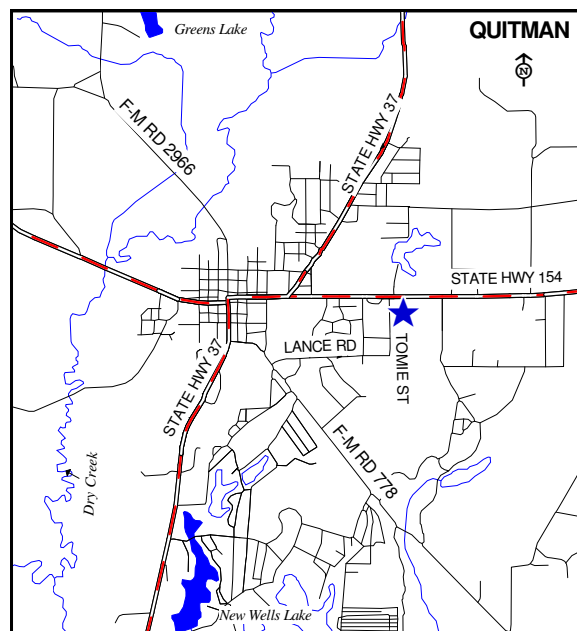 Greens Lake
QUITMAN
N
F-M RD 2966
STATE HWY 37
STATE HWY 154
LANCE RD
TOMIE ST
STATE HWY 37
F-M RD 778
Dry Creek
New Wells Lake